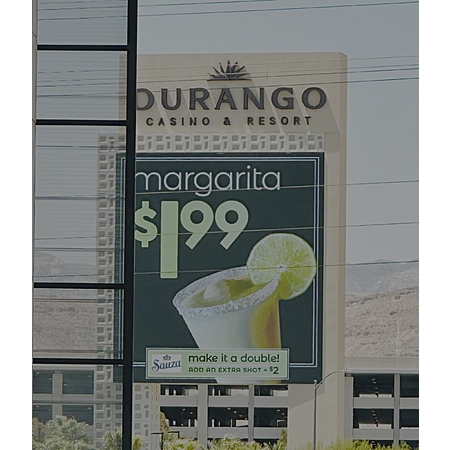 DURANGO
CASINO & RESORT
margarita
$1.99
Sauza
make it a double!
ADD AN EXTRA SHOT + $2